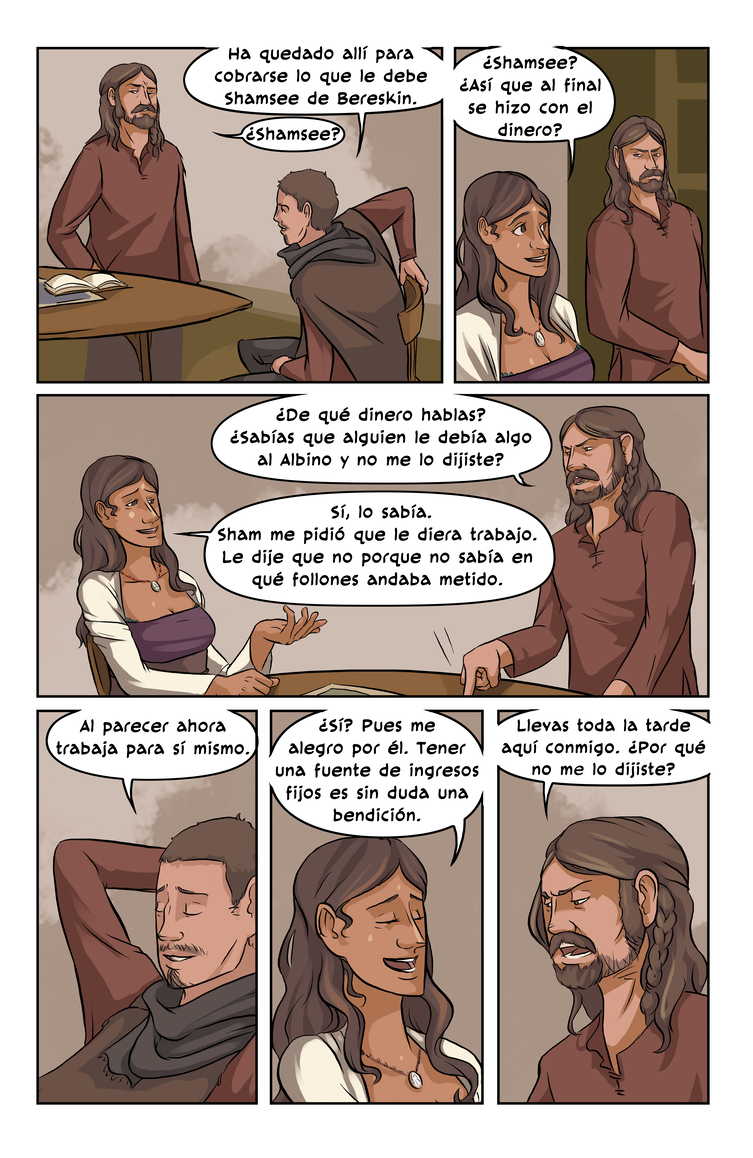 Ha quedado allí para
cobrarse lo que le debe
Shamsee de Bereskin.
¿Shamsee?
¿Shamsee?
¿Así que al final
se hizo con el
dinero?
¿De qué dinero hablas?
¿Sabías que alguien le debía algo
al Albino y no me lo dijiste?
Sí, lo sabía.
Sham me pidió que le diera trabajo.
Le dije que no porque no sabía en
qué follones andaba metido.
Al parecer ahora
trabaja para sí mismo.
¿Sí? Pues me
alegro por él. Tener
una fuente de ingresos
fijos es sin duda una
bendición.
Llevas toda la tarde
aquí conmigo. ¿Por qué
no me lo dijiste?